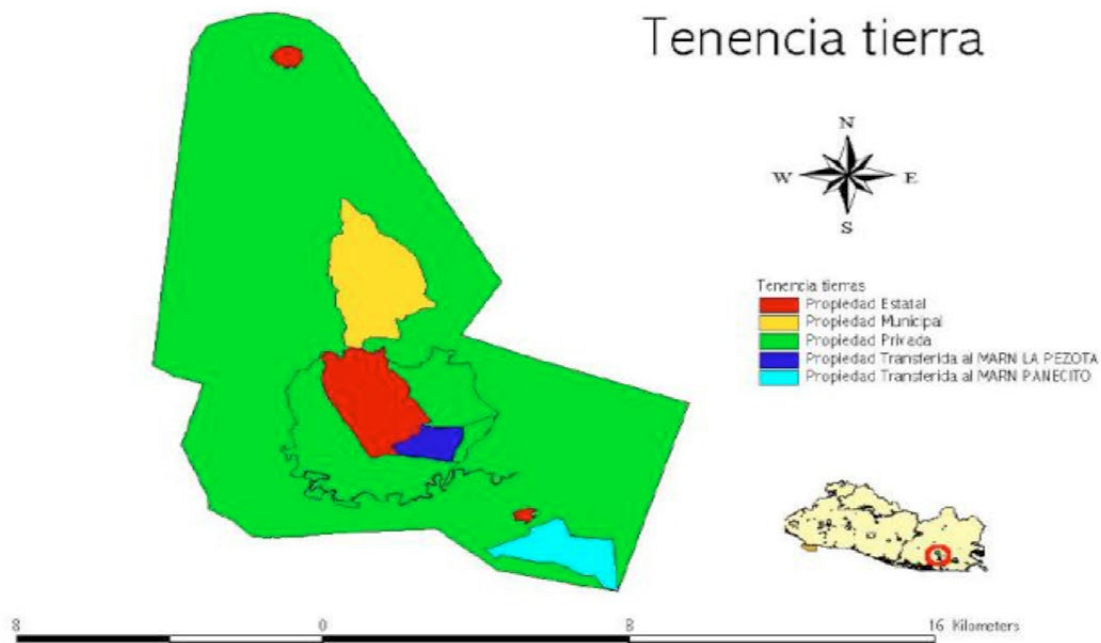 Tenencia tierra
N
W E
S
Tenencia tierras
Propiedad Estatal
Propiedad Municipal
Propiedad Privada
Propiedad Transferida al MARN LA PEZOTA
Propiedad Transferida al MARN PANECITO
8 0 8 16 Kilometers